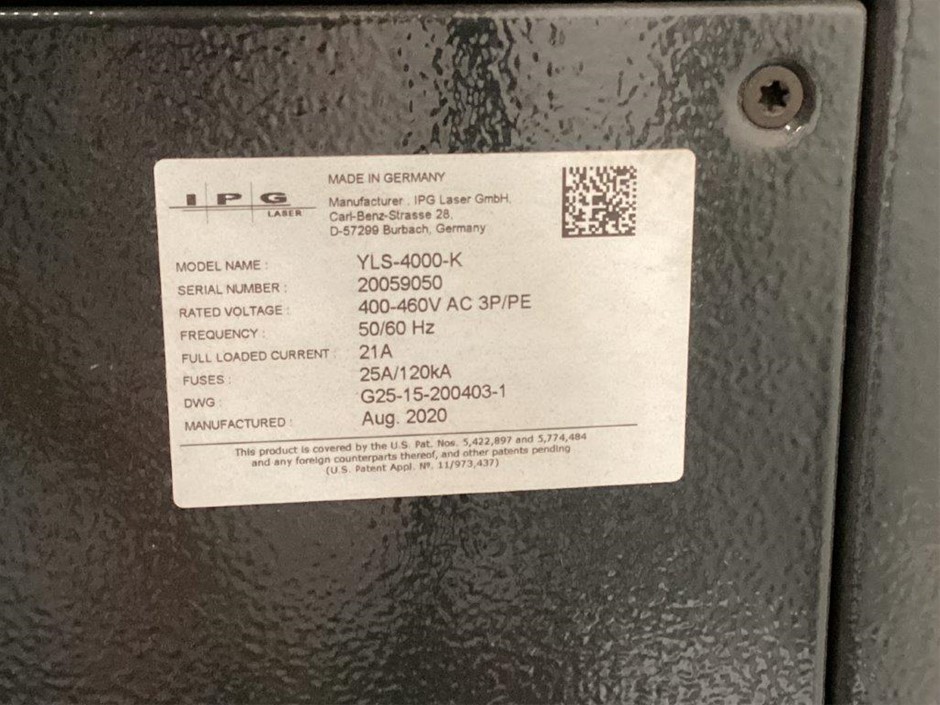 IPG
LASER
MADE IN GERMANY
Manufacturer : IPG Laser GmbH,
Carl-Benz-Strasse 28,
D-57299 Burbach, Germany
MODEL NAME : YLS-4000-K
SERIAL NUMBER : 20059050
RATED VOLTAGE : 400-460V AC 3P/PE
FREQUENCY : 50/60 Hz
FULL LOADED CURRENT : 21A
FUSES : 25A/120kA
DWG : G25-15-200403-1
MANUFACTURED : Aug. 2020
This product is covered by the U.S. Pat. Nos. 5,422,897 and 5,774,484
and any foreign counterparts thereof, and other patents pending
(U.S. Patent Appl. Nº. 11/973,437)